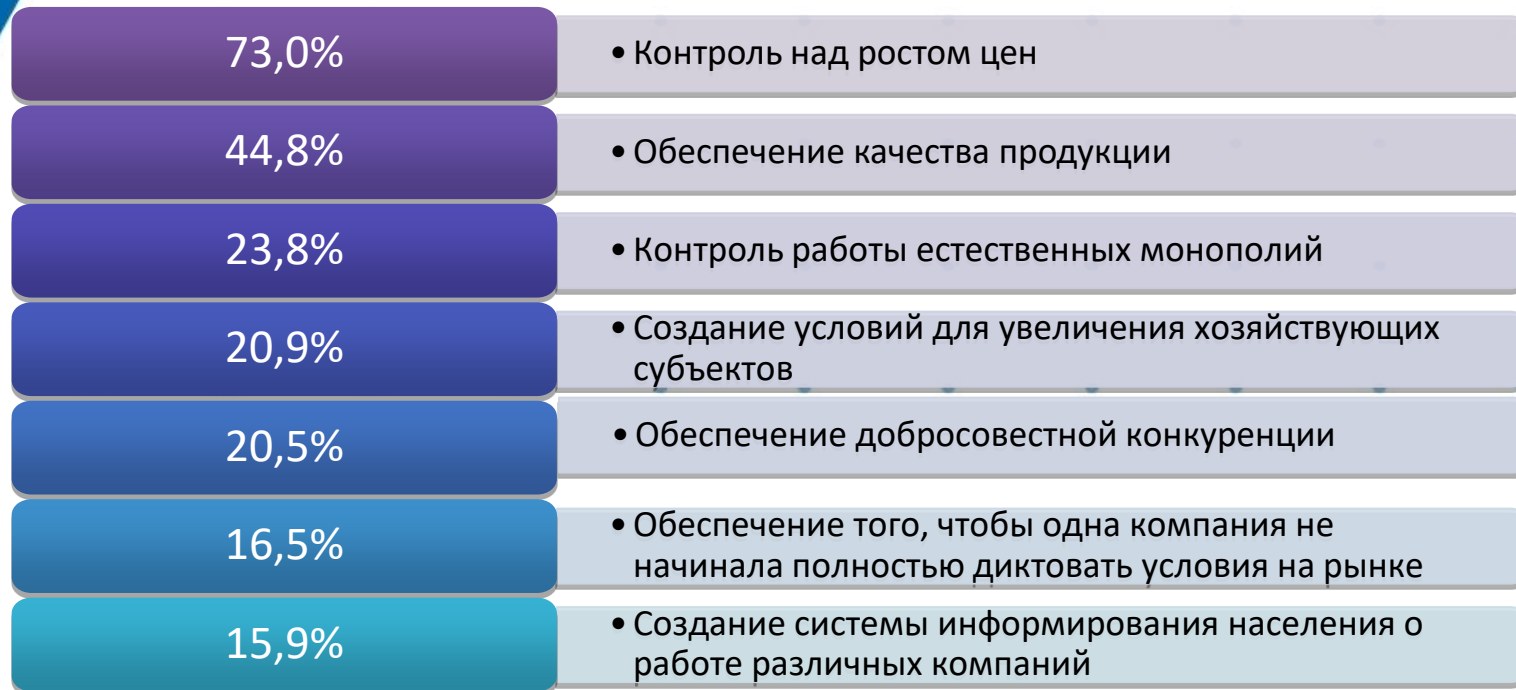 73,0%
• Контроль над ростом цен
44,8%
• Обеспечение качества продукции
23,8%
• Контроль работы естественных монополий
20,9%
• Создание условий для увеличения хозяйствующих
субъектов
20,5%
• Обеспечение добросовестной конкуренции
16,5%
• Обеспечение того, чтобы одна компания не
начинала полностью диктовать условия на рынке
15,9%
• Создание системы информирования населения о
работе различных компаний